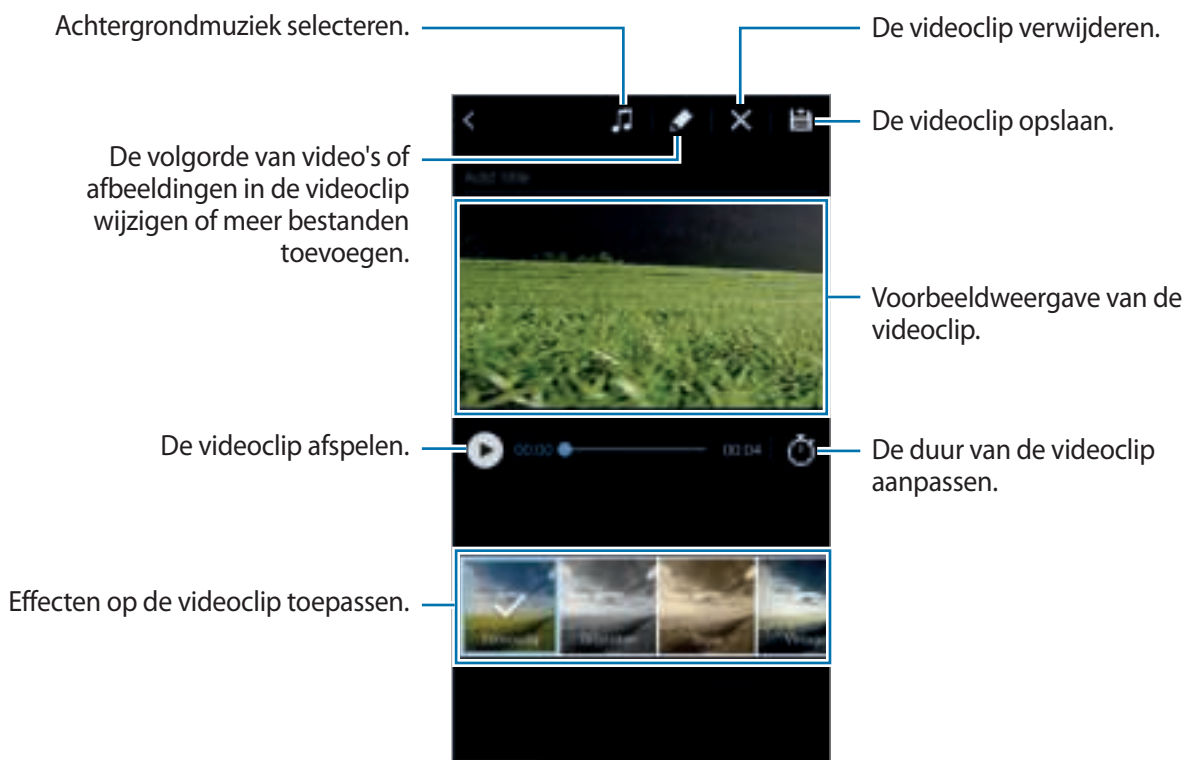 Achtergrondmuziek selecteren.
De videoclip verwijderen.
De videoclip opslaan.
De volgorde van video's of
afbeeldingen in de videoclip
wijzigen of meer bestanden
toevoegen.
Add title
Voorbeeldweergave van de
videoclip.
De videoclip afspelen.
00:00
00:04
De duur van de videoclip
aanpassen.
Effecten op de videoclip toepassen.